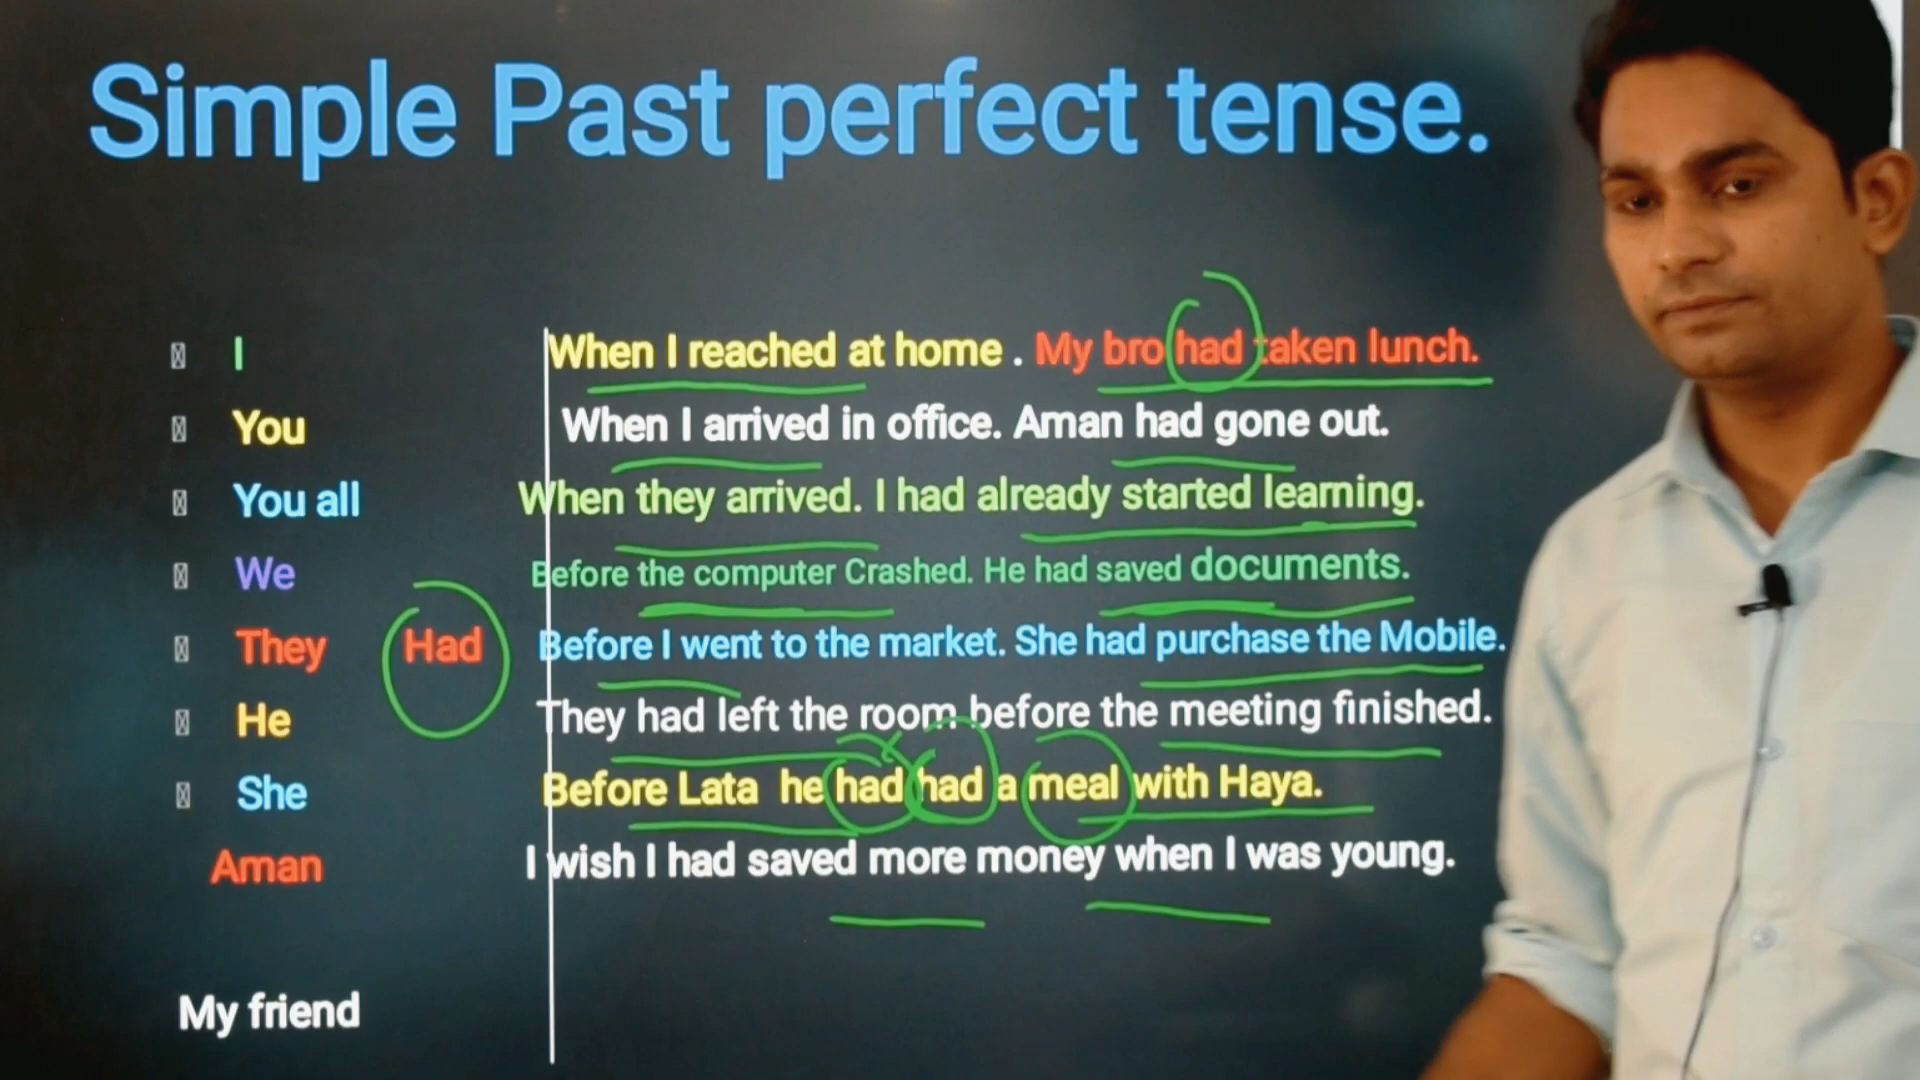 Simple Past perfect tense.
I When I reached at home . My bro had taken lunch.
You When I arrived in office. Aman had gone out.
You all When they arrived. I had already started learning.
We Before the computer Crashed. He had saved documents.
They Had Before I went to the market. She had purchase the Mobile.
He They had left the room before the meeting finished.
She Before Lata he had had a meal with Haya.
Aman I wish I had saved more money when I was young.
My friend